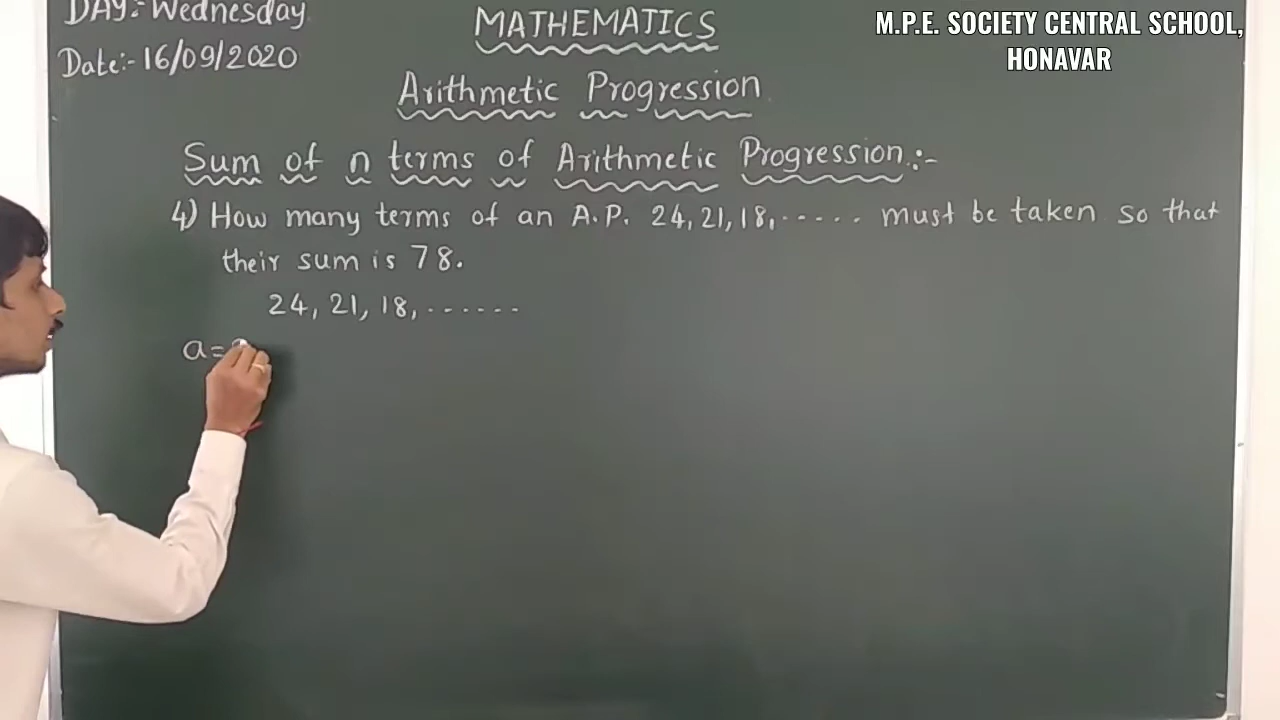 DAY:- Wednesday
Date:- 16/09/2020
MATHEMATICS
M.P.E. SOCIETY CENTRAL SCHOOL,
HONAVAR
Arithmetic Progression
Sum of n terms of Arithmetic Progression:-
4) How many terms of an A.P. 24, 21, 18, ..... must be taken so that
their sum is 78.
24, 21, 18, ......
a=